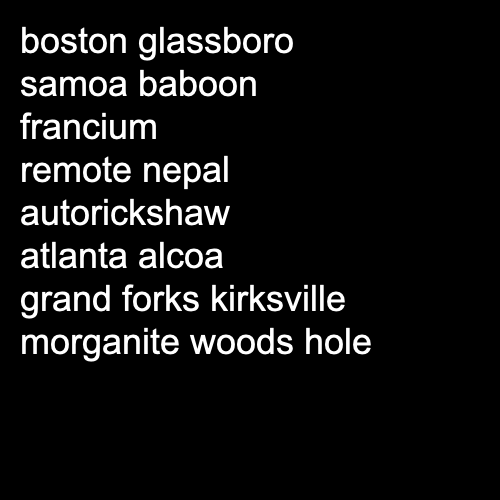 boston glassboro
samoa baboon
francium
remote nepal
autorickshaw
atlanta alcoa
grand forks kirksville
morganite woods hole